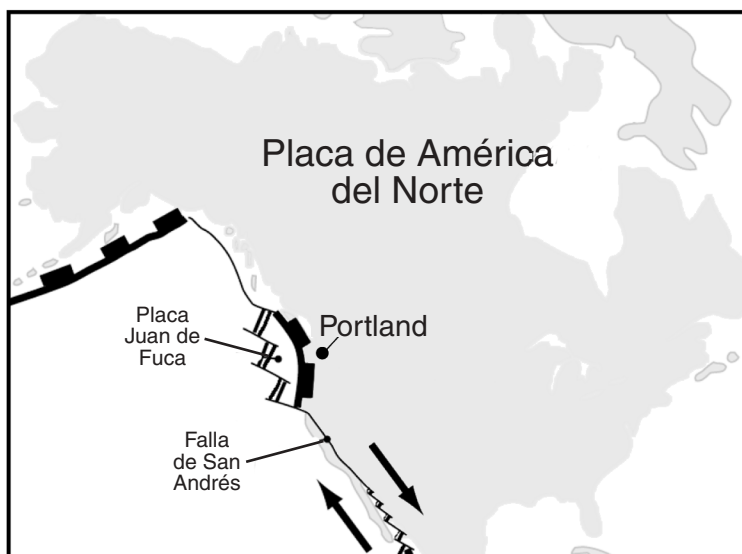 Placa de América
del Norte
Placa
Juan de
Fuca
Portland
Falla
de San
Andrés